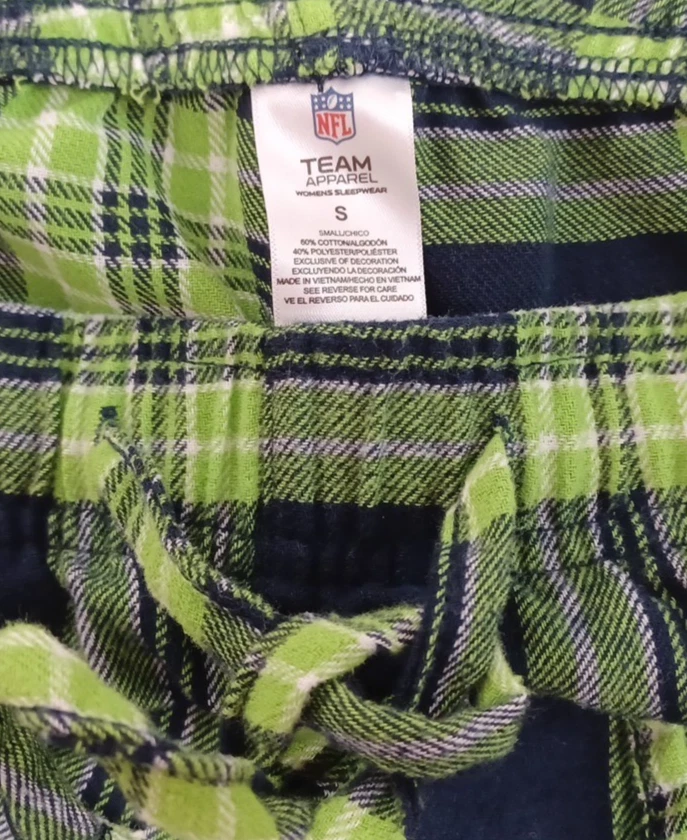 NFL
TEAM
APPAREL
WOMENS SLEEPWEAR
S
SMALL/CHICO
60% COTTON/ALGODÓN
40% POLYESTER/POLIÉSTER
EXCLUSIVE OF DECORATION
EXCLUYENDO LA DECORACIÓN
MADE IN VIETNAM/HECHO EN VIETNAM
SEE REVERSE FOR CARE
VE EL REVERSO PARA EL CUIDADO